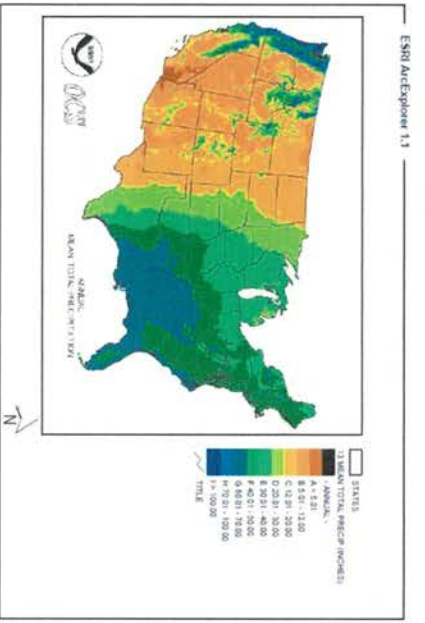 ESRI ArcExplorer 1.1
ANNUAL
MEAN TOTAL PRECIPITATION
N
STATES
13 MEAN TOTAL PRECIP (INCHES)
- ANNUAL -
A < 5.01
B 5.01 - 12.00
C 12.01 - 20.00
D 20.01 - 30.00
E 30.01 - 40.00
F 40.01 - 50.00
G 50.01 - 70.00
H 70.01 - 100.00
I > 100.00
TITLE